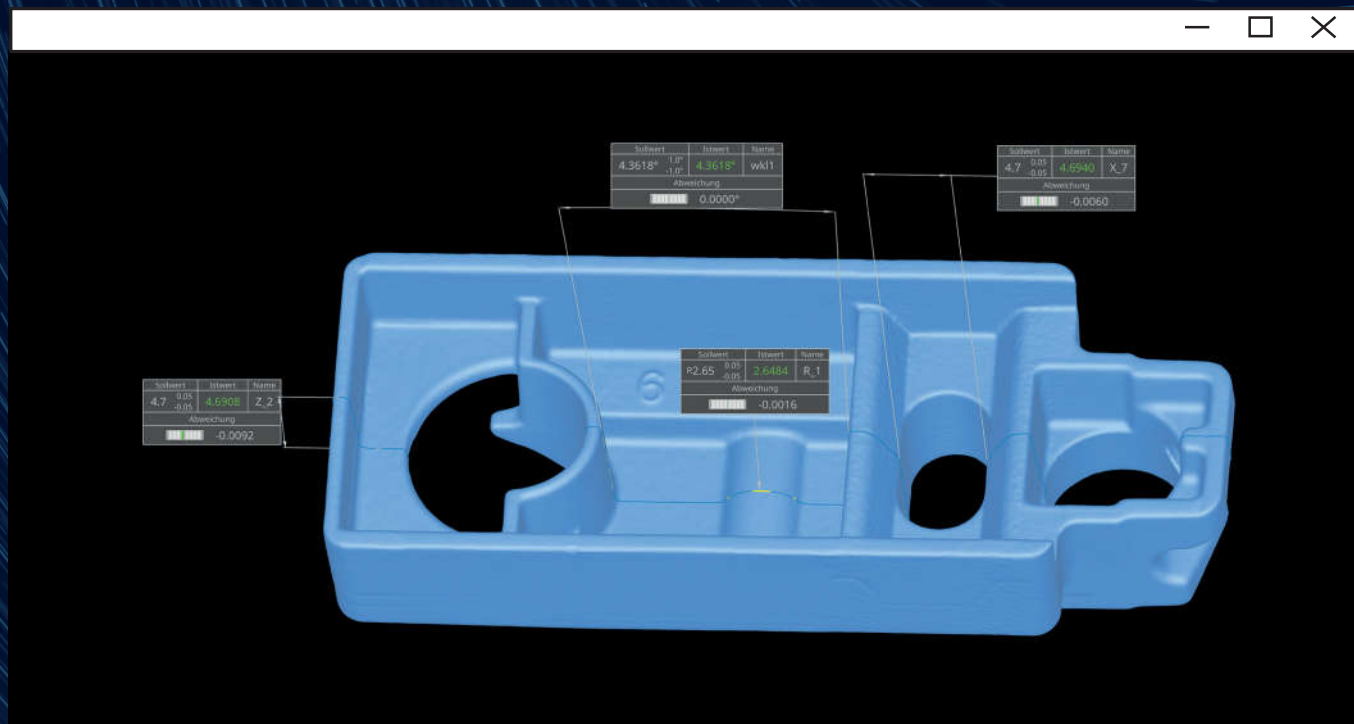 Sollwert Istwert Name
4.3618° 1.0° -1.0° 4.3618° wkl1
Abweichung
0.0000°
Sollwert Istwert Name
4.7 0.05 -0.05 4.6940 X_7
Abweichung
-0.0060
Sollwert Istwert Name
R2.65 0.05 -0.05 2.6484 R_1
Abweichung
-0.0016
Sollwert Istwert Name
4.7 0.05 -0.05 4.6908 Z_2
Abweichung
-0.0092
6